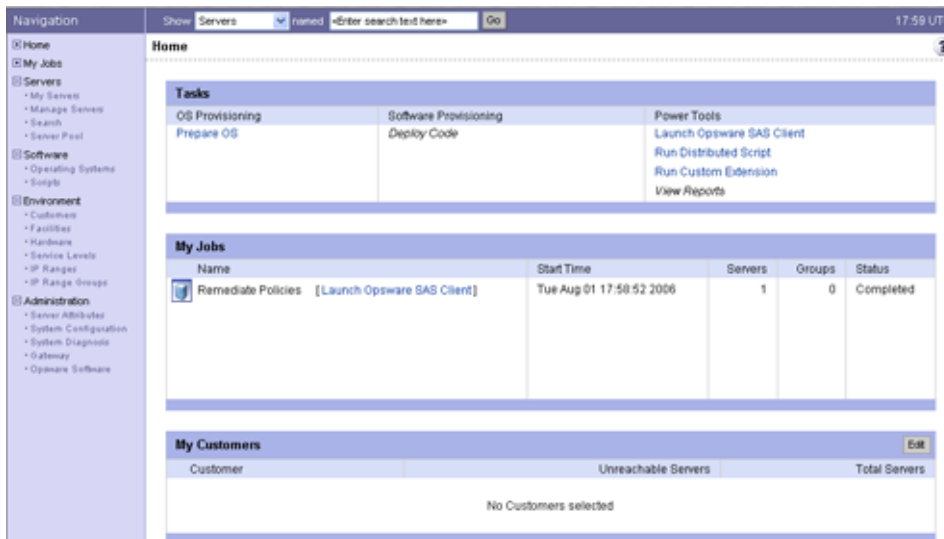 Navigation
Show Servers named <Enter search text here> Go 17:59 UT
Home
My Jobs
Servers
• My Servers
• Manage Servers
• Search
• Server Pool
Software
• Operating Systems
• Scripts
Environment
• Customers
• Facilities
• Hardware
• Service Levels
• IP Ranges
• IP Range Groups
Administration
• Server Attributes
• System Configuration
• System Diagnosis
• Gateway
• Opsware Software
Home ?
Tasks
OS Provisioning Software Provisioning Power Tools
Prepare OS Deploy Code Launch Opsware SAS Client
Run Distributed Script
Run Custom Extension
View Reports
My Jobs
Name Start Time Servers Groups Status
Remediate Policies [Launch Opsware SAS Client] Tue Aug 01 17:58:52 2006 1 0 Completed
My Customers Edit
Customer Unreachable Servers Total Servers
No Customers selected